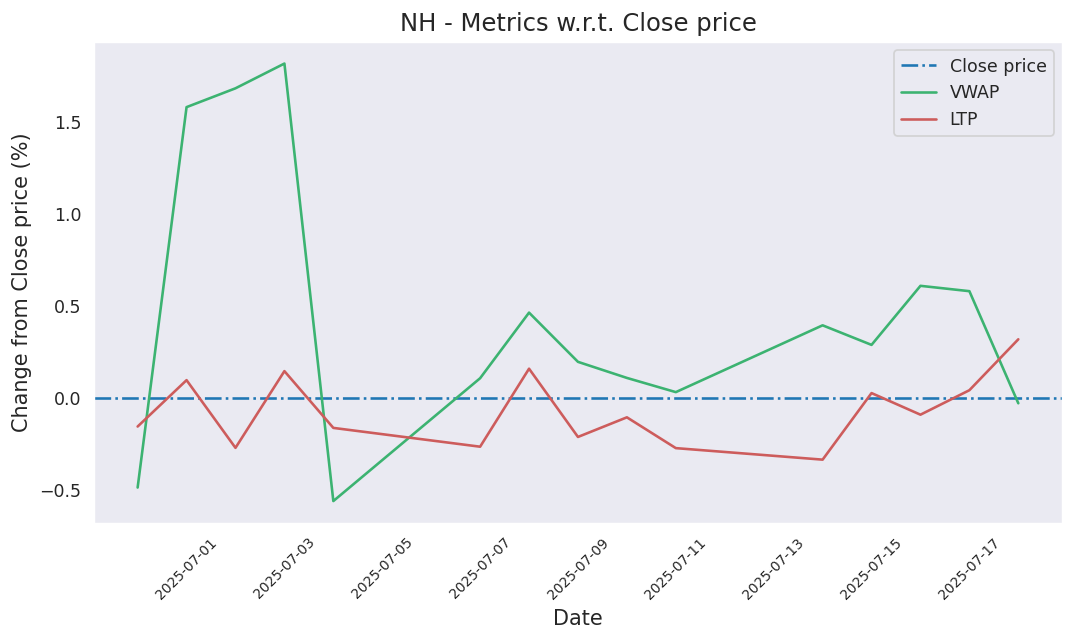 NH - Metrics w.r.t. Close price
Change from Close price (%)
1.5
1.0
0.5
0.0
−0.5
Close price
VWAP
LTP
2025-07-01
2025-07-03
2025-07-05
2025-07-07
2025-07-09
2025-07-11
2025-07-13
2025-07-15
2025-07-17
Date